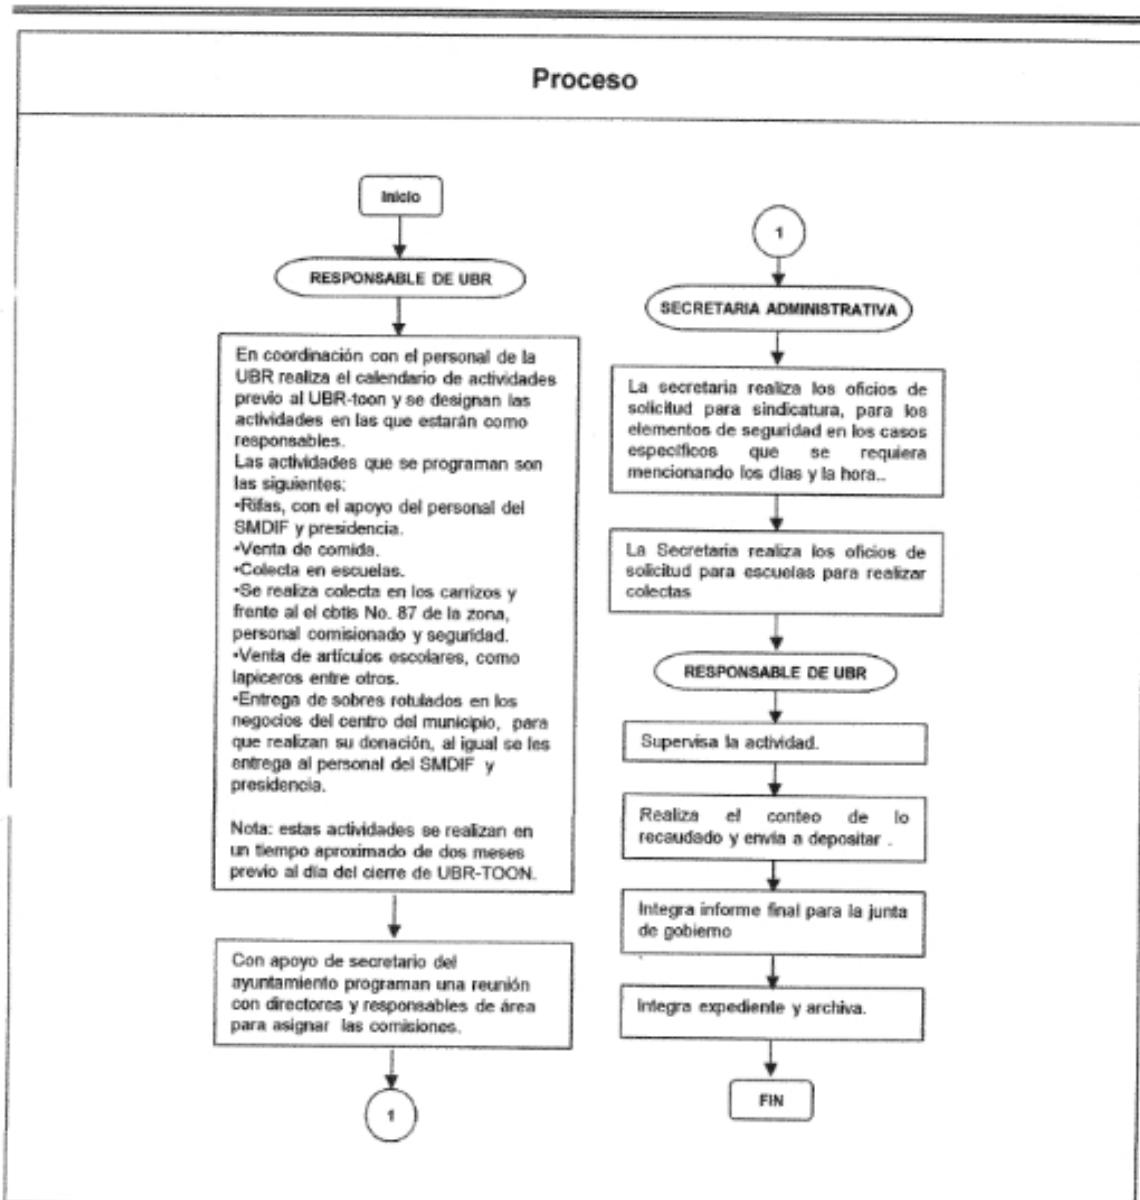 Proceso
Inicio
RESPONSABLE DE UBR
En coordinación con el personal de la
UBR realiza el calendario de actividades
previo al UBR-toon y se designan las
actividades en las que estarán como
responsables.
Las actividades que se programan son
las siguientes:
•Rifas, con el apoyo del personal del
SMDIF y presidencia.
•Venta de comida.
•Colecta en escuelas.
•Se realiza colecta en los carrizos y
frente al el cbtis No. 87 de la zona,
personal comisionado y seguridad.
•Venta de artículos escolares, como
lapiceros entre otros.
•Entrega de sobres rotulados en los
negocios del centro del municipio, para
que realizan su donación, al igual se les
entrega al personal del SMDIF y
presidencia.
Nota: estas actividades se realizan en
un tiempo aproximado de dos meses
previo al día del cierre de UBR-TOON.
Con apoyo de secretario del
ayuntamiento programan una reunión
con directores y responsables de área
para asignar las comisiones.
1
1
SECRETARIA ADMINISTRATIVA
La secretaria realiza los oficios de
solicitud para sindicatura, para los
elementos de seguridad en los casos
específicos que se requiera
mencionando los días y la hora..
La Secretaria realiza los oficios de
solicitud para escuelas para realizar
colectas
RESPONSABLE DE UBR
Supervisa la actividad.
Realiza el conteo de lo
recaudado y envía a depositar .
Integra informe final para la junta
de gobierno
Integra expediente y archiva.
FIN